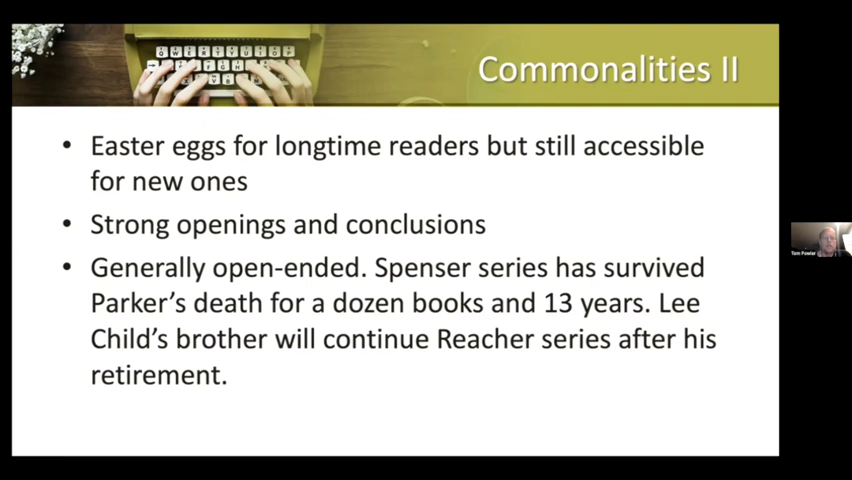 Commonalities II
• Easter eggs for longtime readers but still accessible
for new ones
• Strong openings and conclusions
• Generally open-ended. Spenser series has survived
Parker's death for a dozen books and 13 years. Lee
Child's brother will continue Reacher series after his
retirement.
Tom Fowler